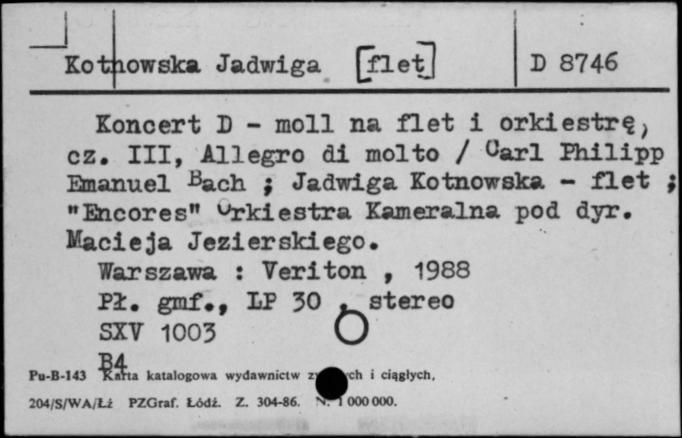 Kotnowska Jadwiga [flet] D 8746
Koncert D - moll na flet i orkiestrę,
cz. III, Allegro di molto / Carl Philipp
Emanuel Bach ; Jadwiga Kotnowska - flet ;
"Encores" Orkiestra Kameralna pod dyr.
Macieja Jezierskiego.
Warszawa : Veriton , 1988
Pł. gmf., LP 30 , stereo
SXV 1003
B4
Pu-B-143 Karta katalogowa wydawnictw i ciągłych,
204/S/WA/Łż PZGraf. Łódź. Z. 304-86. N. 1 000 000.